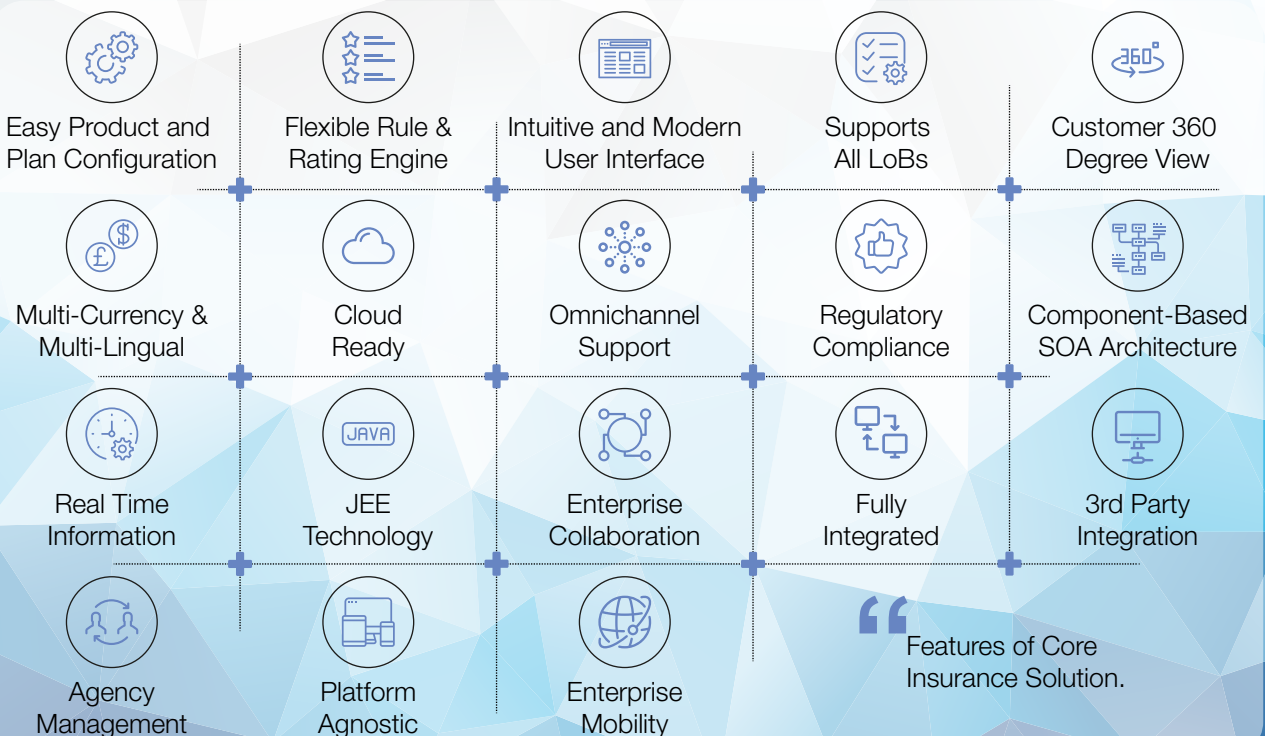 360°
Easy Product and
Plan Configuration
Flexible Rule &
Rating Engine
Intuitive and Modern
User Interface
Supports
All LoBs
Customer 360
Degree View
$
£
Multi-Currency &
Multi-Lingual
Cloud
Ready
Omnichannel
Support
Regulatory
Compliance
Component-Based
SOA Architecture
JAVA
Real Time
Information
JEE
Technology
Enterprise
Collaboration
Fully
Integrated
3rd Party
Integration
Agency
Management
Platform
Agnostic
Enterprise
Mobility
“
Features of Core
Insurance Solution.